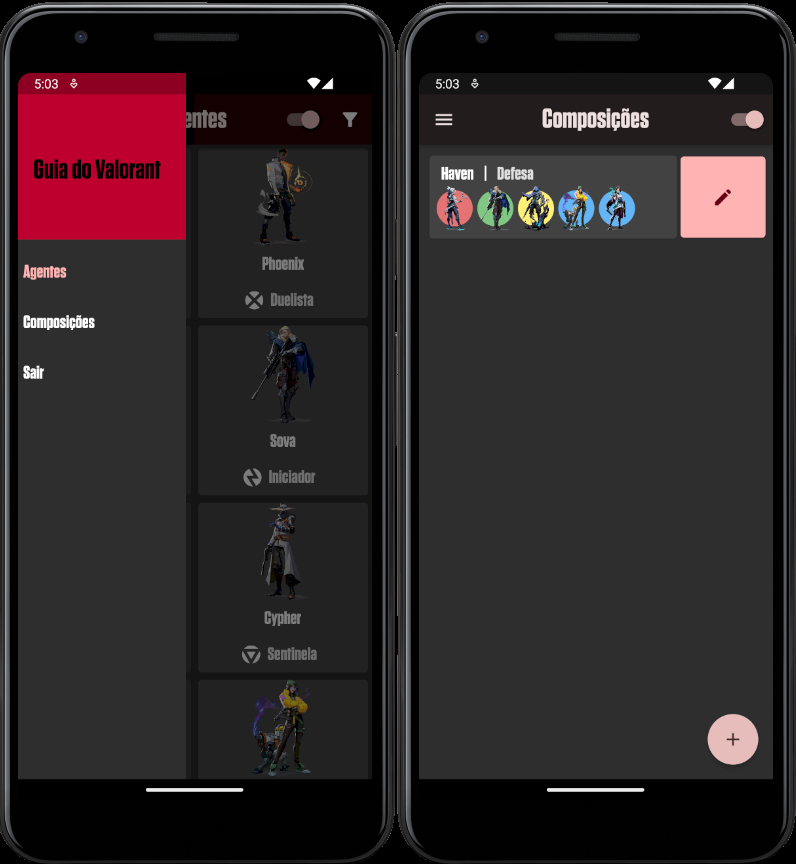 5:03
entes
Guia do Valorant
Agentes
Composições
Sair
Phoenix
Duelista
Sova
Iniciador
Cypher
Sentinela
5:03
Composições
Haven | Defesa